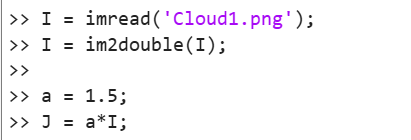 >> I = imread('Cloud1.png');
>> I = im2double(I);
>>
>> a = 1.5;
>> J = a*I;